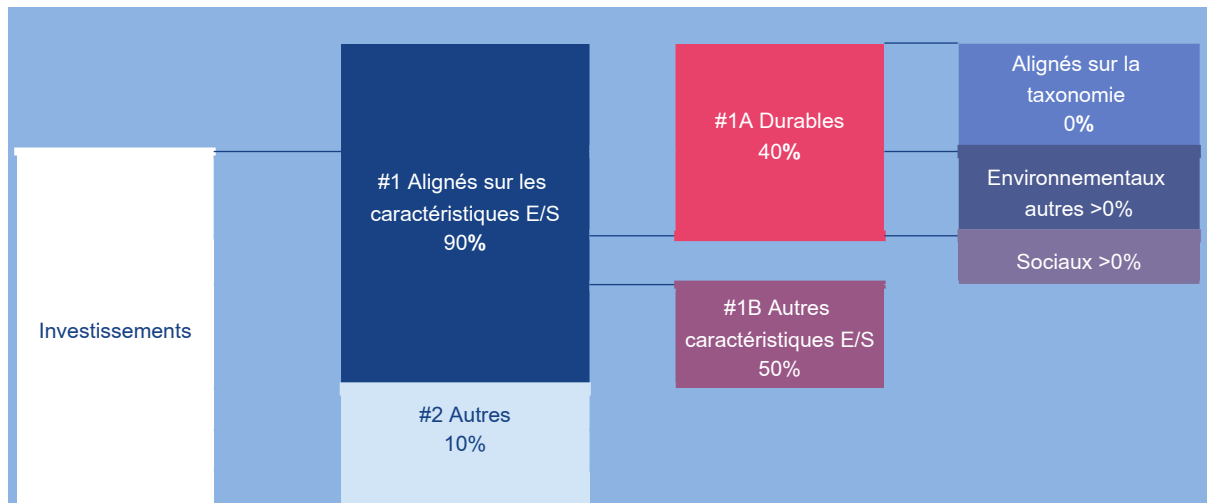 Investissements
#1 Alignés sur les
caractéristiques E/S
90%
#2 Autres
10%
#1A Durables
40%
#1B Autres
caractéristiques E/S
50%
Alignés sur la
taxonomie
0%
Environnementaux
autres >0%
Sociaux >0%